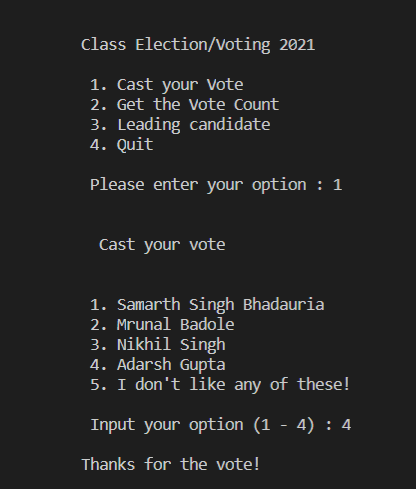 Class Election/Voting 2021
1. Cast your Vote
2. Get the Vote Count
3. Leading candidate
4. Quit
Please enter your option : 1
Cast your vote
1. Samarth Singh Bhadauria
2. Mrunal Badole
3. Nikhil Singh
4. Adarsh Gupta
5. I don't like any of these!
Input your option (1 - 4) : 4
Thanks for the vote!